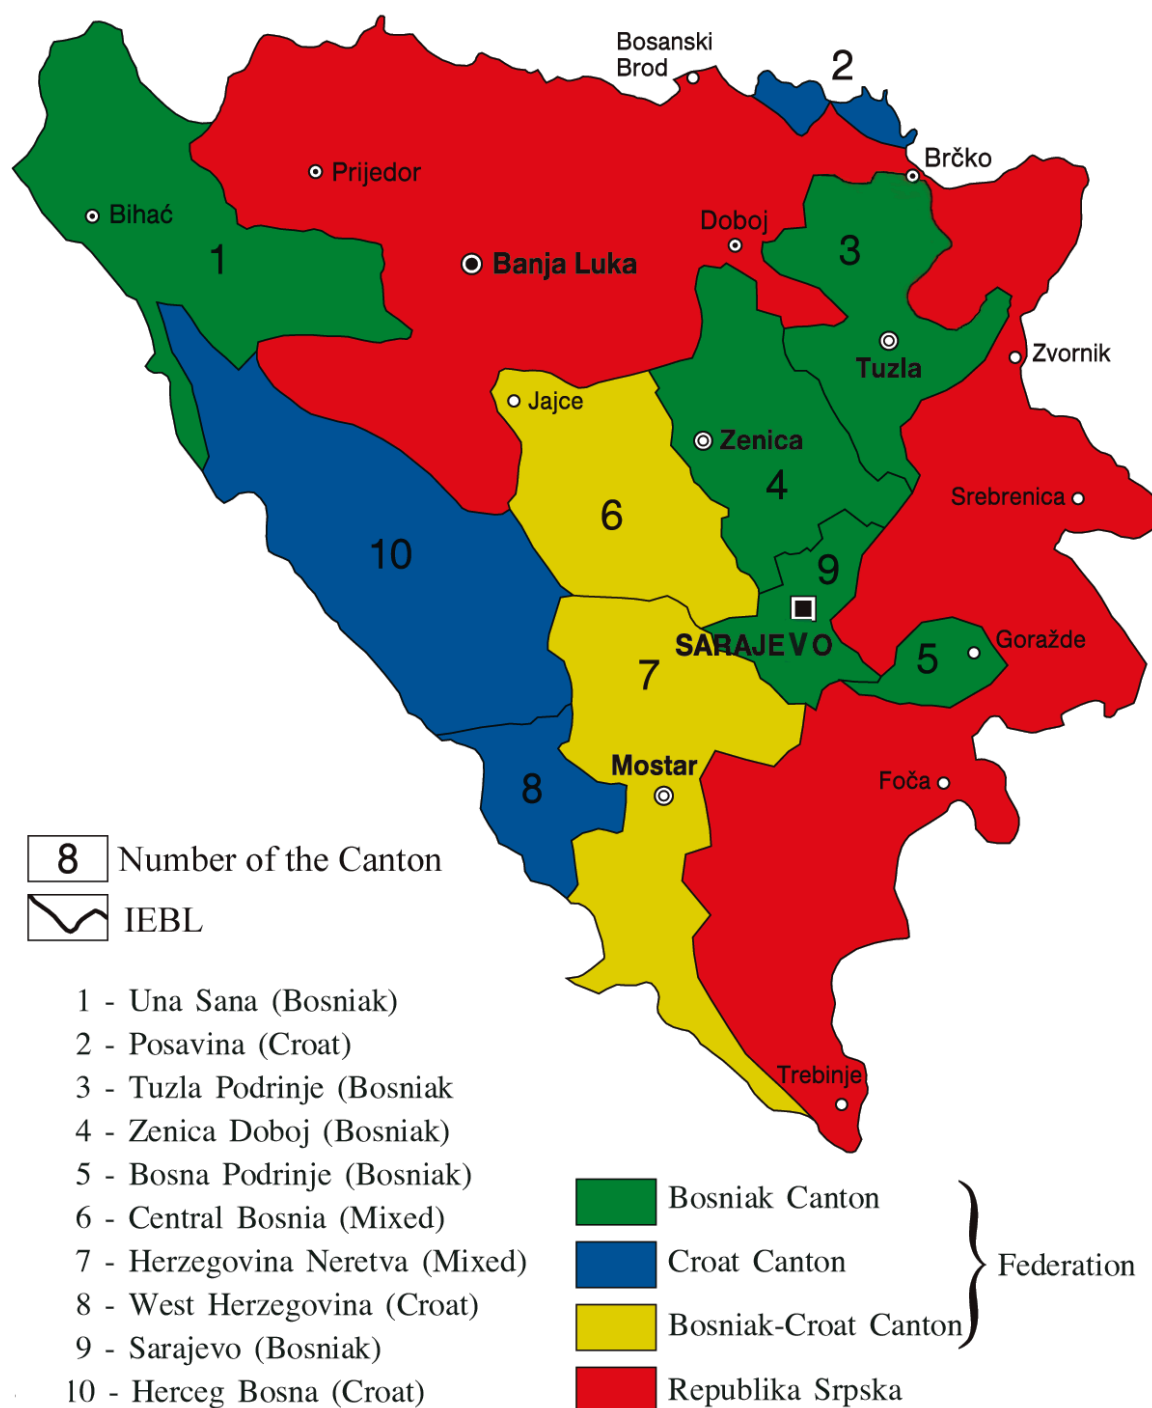 Bosanski
Brod
2
Brčko
Prijedor
Bihać
Doboj
1
3
Banja Luka
Tuzla
Zvornik
Jajce
Zenica
4
Srebrenica
6
10
9
SARAJEVO
5
Goražde
7
Mostar
8
Foča
Trebinje
8 Number of the Canton
IEBL
1 - Una Sana (Bosniak)
2 - Posavina (Croat)
3 - Tuzla Podrinje (Bosniak
4 - Zenica Doboj (Bosniak)
5 - Bosna Podrinje (Bosniak)
6 - Central Bosnia (Mixed)
7 - Herzegovina Neretva (Mixed)
8 - West Herzegovina (Croat)
9 - Sarajevo (Bosniak)
10 - Herceg Bosna (Croat)
Bosniak Canton
Croat Canton
Bosniak-Croat Canton
Federation
Republika Srpska